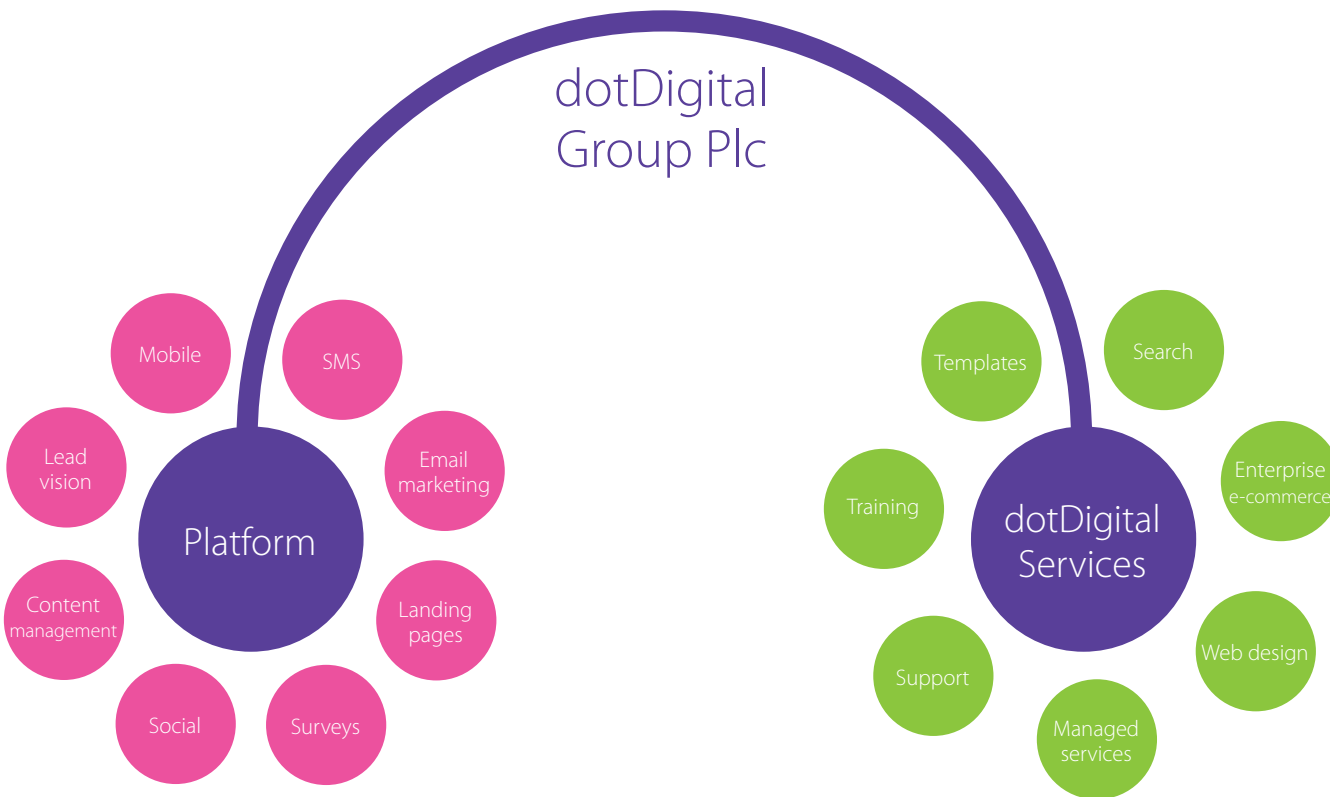 dotDigital
Group Plc
Mobile
SMS
Lead
vision
Email
marketing
Platform
Content
management
Landing
pages
Social
Surveys
Templates
Search
Training
Enterprise
e-commerce
dotDigital
Services
Support
Web design
Managed
services